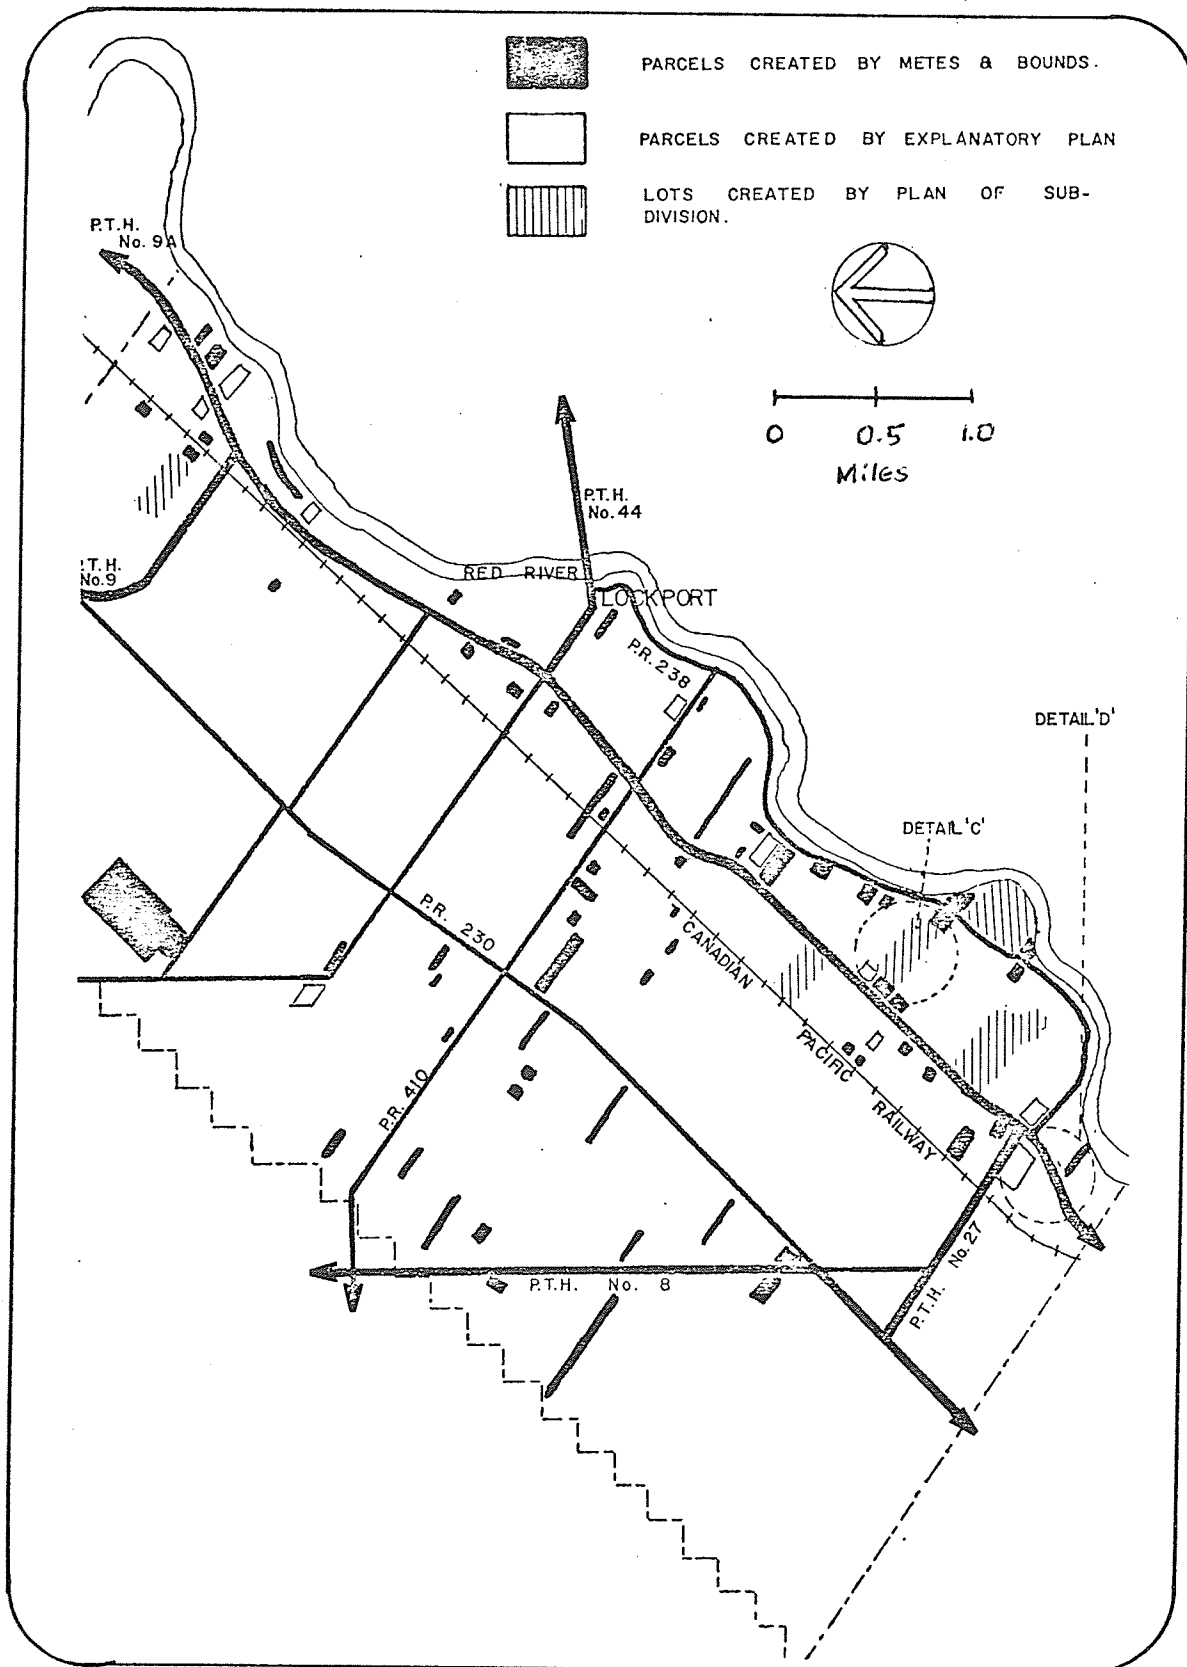 PARCELS CREATED BY METES & BOUNDS.
PARCELS CREATED BY EXPLANATORY PLAN
LOTS CREATED BY PLAN OF SUB-
DIVISION.
P.T.H.
No. 9A
0 0.5 1.0
Miles
P.T.H.
No. 44
.T.H.
No. 9
RED RIVER
LOCKPORT
P.R. 238
DETAIL 'D'
DETAIL 'C'
P.R. 230
CANADIAN
PACIFIC
RAILWAY
P.R. 410
P.T.H. No. 27
P.T.H. No. 8